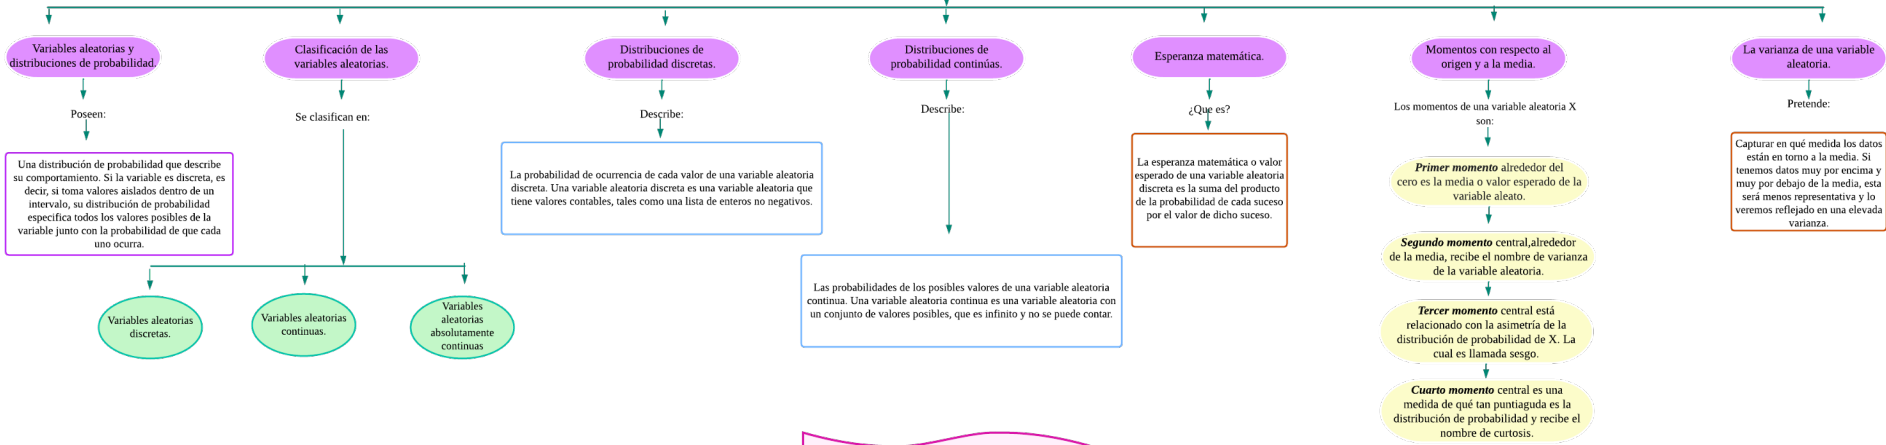 Variables aleatorias y
distribuciones de probabilidad.
Poseen:
Una distribución de probabilidad que describe
su comportamiento. Si la variable es discreta, es
decir, si toma valores aislados dentro de un
intervalo, su distribución de probabilidad
especifica todos los valores posibles de la
variable junto con la probabilidad de que cada
uno ocurra.
Clasificación de las
variables aleatorias.
Se clasifican en:
Variables aleatorias
discretas.
Variables aleatorias
continuas.
Variables
aleatorias
absolutamente
continuas
Distribuciones de
probabilidad discretas.
Describe:
La probabilidad de ocurrencia de cada valor de una variable aleatoria
discreta. Una variable aleatoria discreta es una variable aleatoria que
tiene valores contables, tales como una lista de enteros no negativos.
Distribuciones de
probabilidad continúas.
Describe:
Las probabilidades de los posibles valores de una variable aleatoria
continua. Una variable aleatoria continua es una variable aleatoria con
un conjunto de valores posibles, que es infinito y no se puede contar.
Esperanza matemática.
¿Que es?
La esperanza matemática o valor
esperado de una variable aleatoria
discreta es la suma del producto
de la probabilidad de cada suceso
por el valor de dicho suceso.
Momentos con respecto al
origen y a la media.
Los momentos de una variable aleatoria X
son:
Primer momento alrededor del
cero es la media o valor esperado de la
variable aleato.
Segundo momento central,alrededor
de la media, recibe el nombre de varianza
de la variable aleatoria.
Tercer momento central está
relacionado con la asimetría de la
distribución de probabilidad de X. La
cual es llamada sesgo.
Cuarto momento central es una
medida de qué tan puntiaguda es la
distribución de probabilidad y recibe el
nombre de curtosis.
La varianza de una variable
aleatoria.
Pretende:
Capturar en qué medida los datos
están en torno a la media. Si
tenemos datos muy por encima y
muy por debajo de la media, esta
será menos representativa y lo
veremos reflejado en una elevada
varianza.